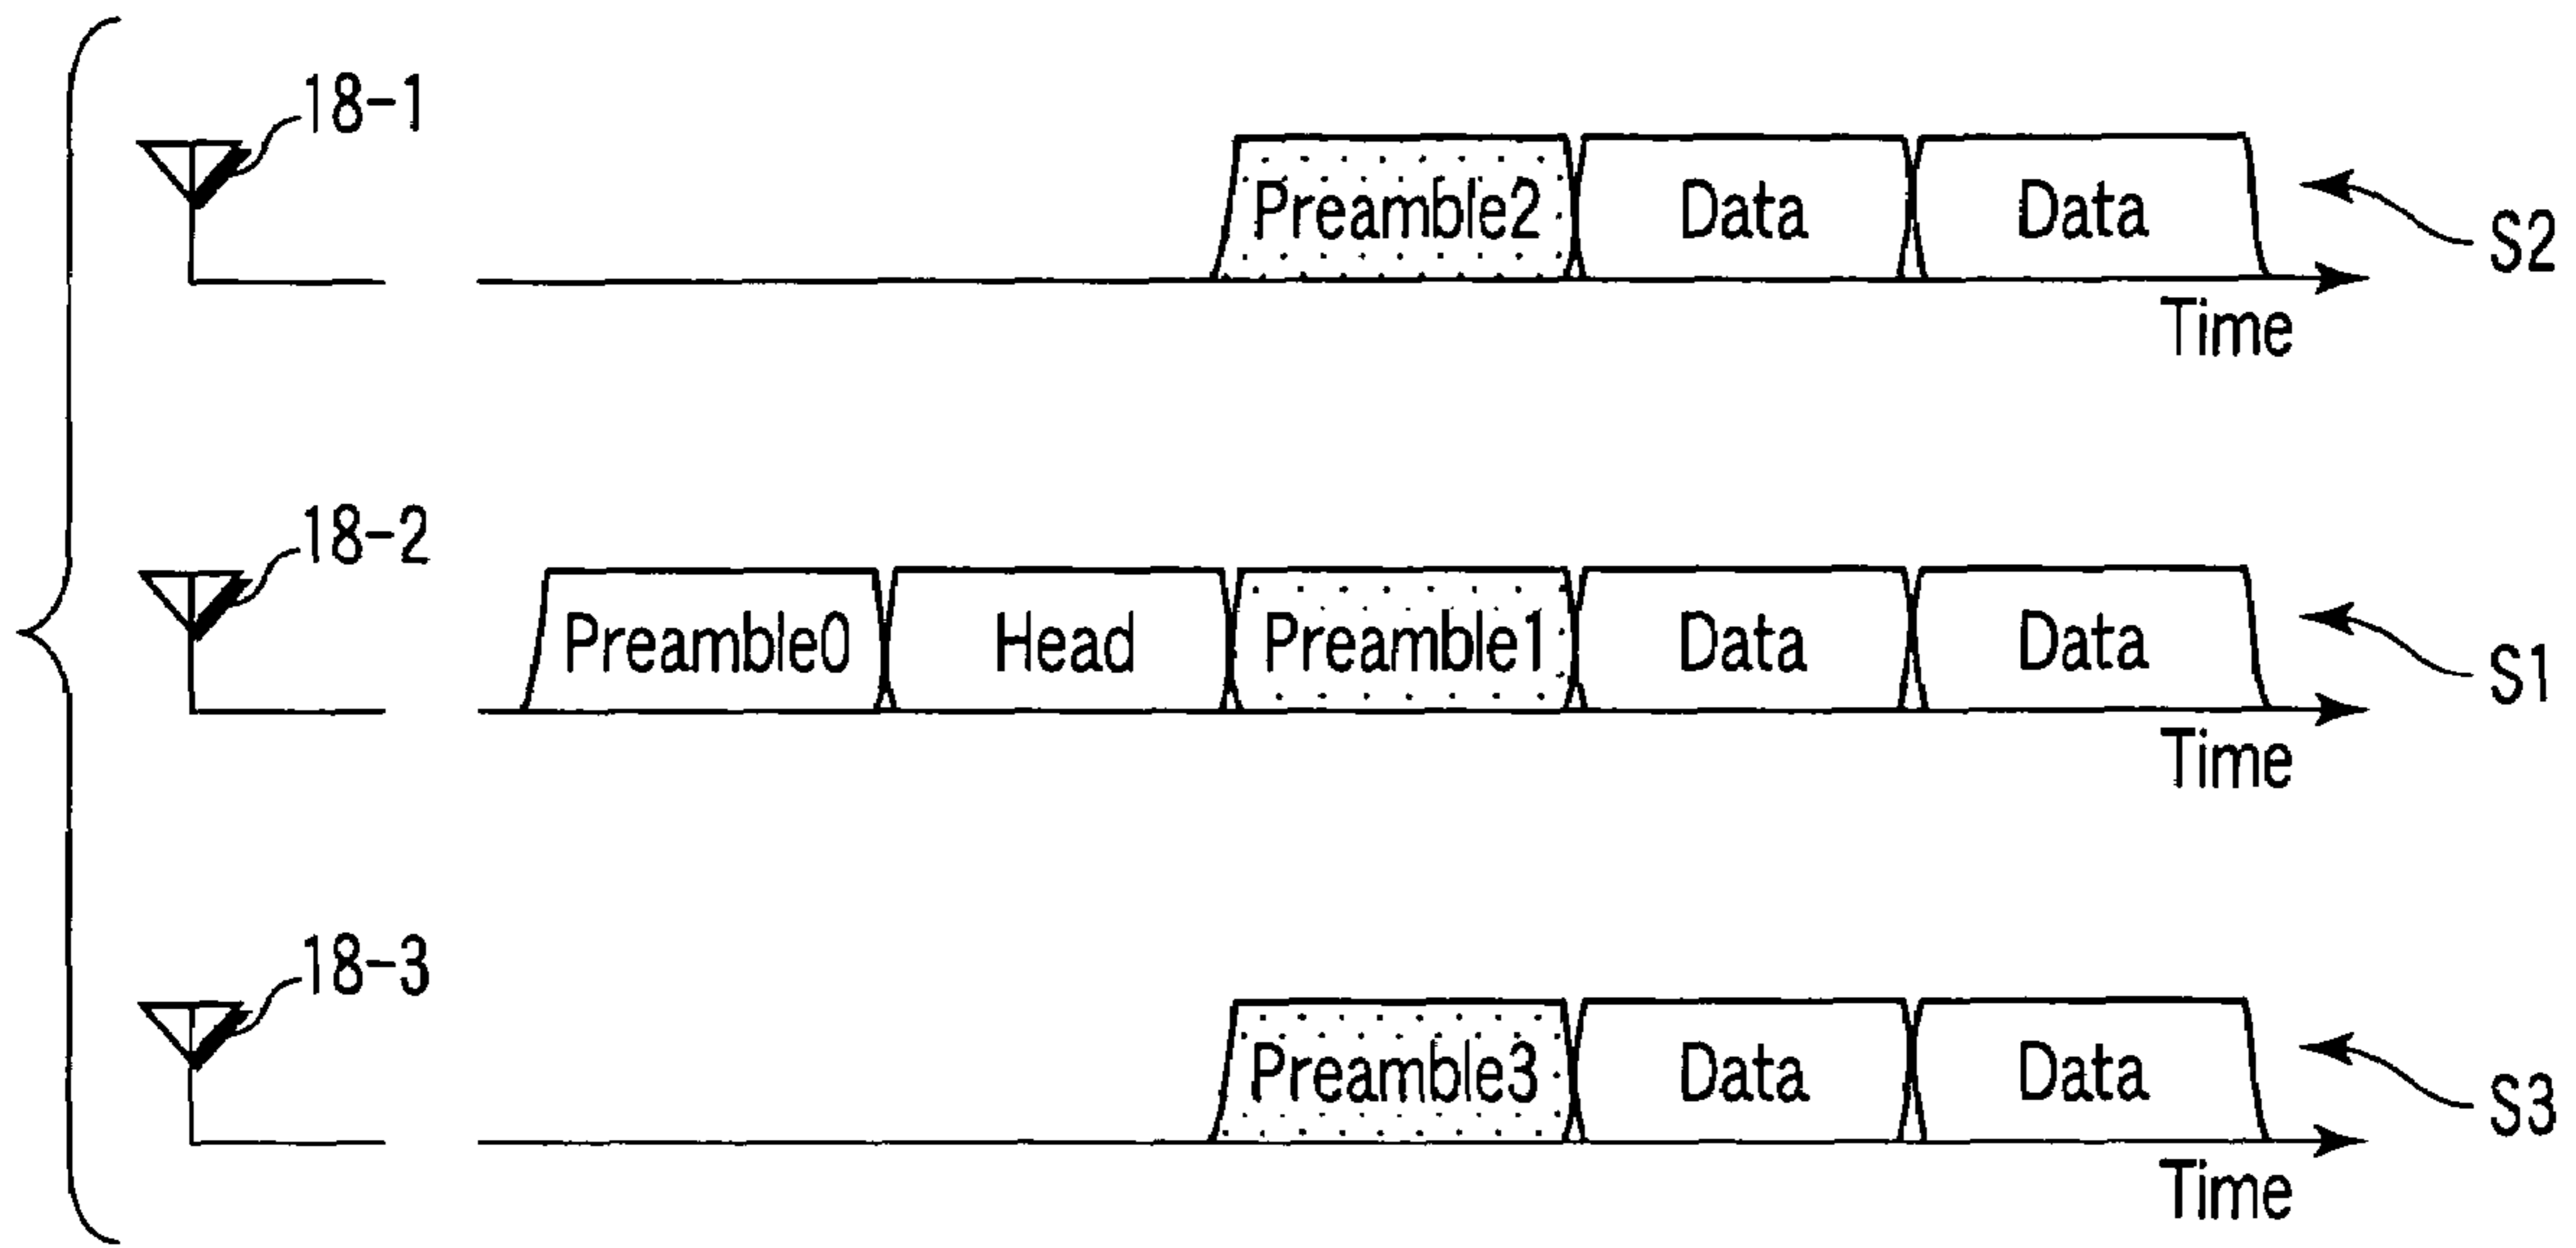 18-1
Preamble2 Data Data
S2
Time
18-2
Preamble0 Head Preamble1 Data Data
S1
Time
18-3
Preamble3 Data Data
S3
Time